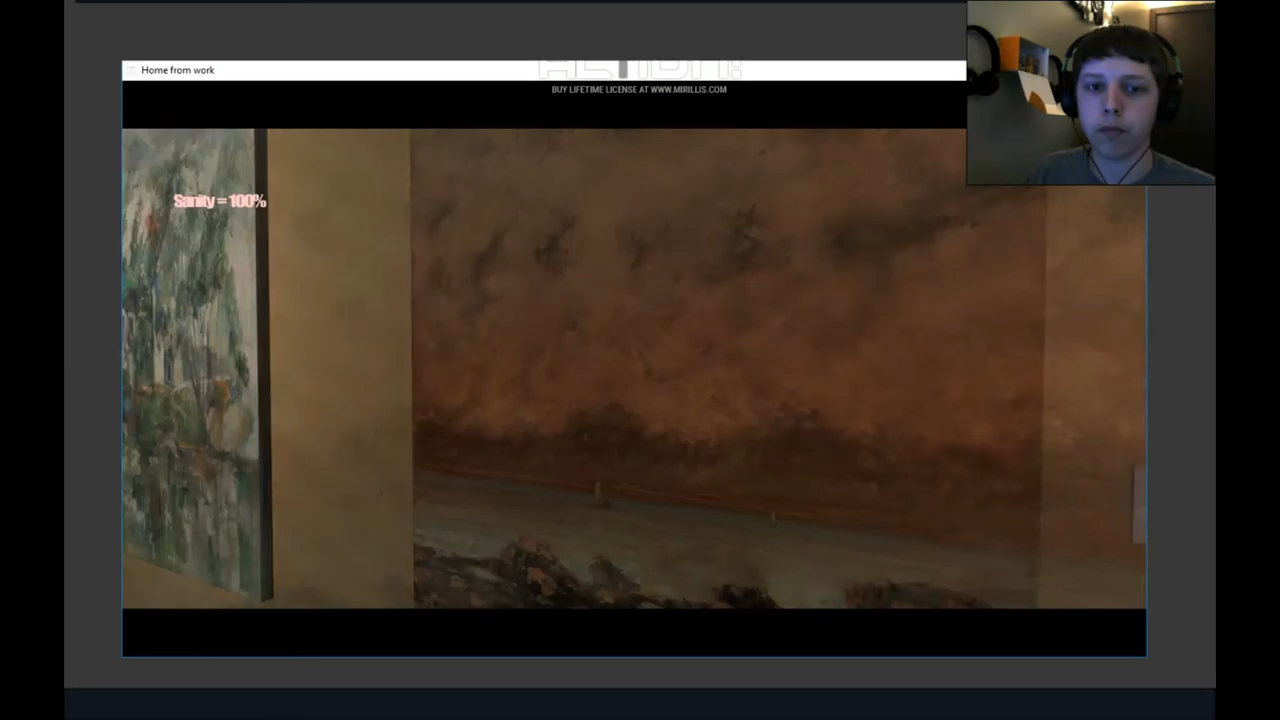 Home from work
BUY LIFETIME LICENSE AT WWW.MIRILLIS.COM
Sanity = 100%